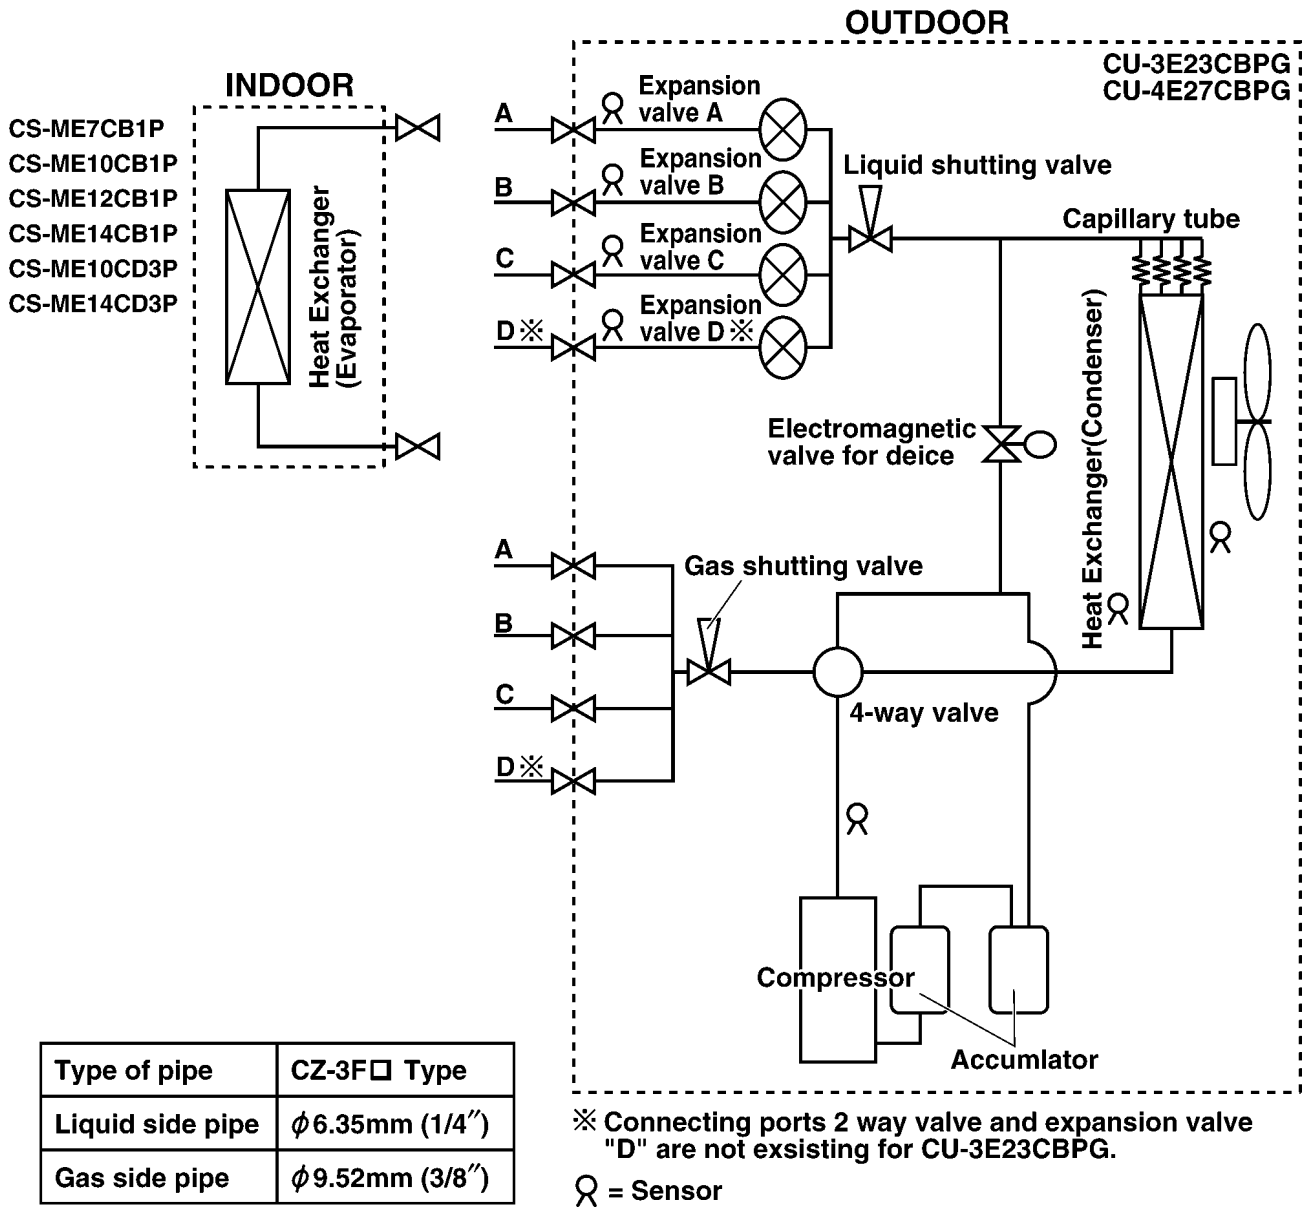 OUTDOOR
CU-3E23CBPG
CU-4E27CBPG
INDOOR
CS-ME7CB1P
CS-ME10CB1P
CS-ME12CB1P
CS-ME14CB1P
CS-ME10CD3P
CS-ME14CD3P
Heat Exchanger
(Evaporator)
A
Expansion
valve A
B
Expansion
valve B
C
Expansion
valve C
D※
Expansion
valve D※
Liquid shutting valve
Capillary tube
Heat Exchanger(Condenser)
Electromagnetic
valve for deice
A
B
C
D※
Gas shutting valve
4-way valve
Compressor
Accumlator
Type of pipe
CZ-3F□ Type
Liquid side pipe
ϕ6.35mm (1/4″)
Gas side pipe
ϕ9.52mm (3/8″)
※ Connecting ports 2 way valve and expansion valve
"D" are not exsisting for CU-3E23CBPG.
= Sensor